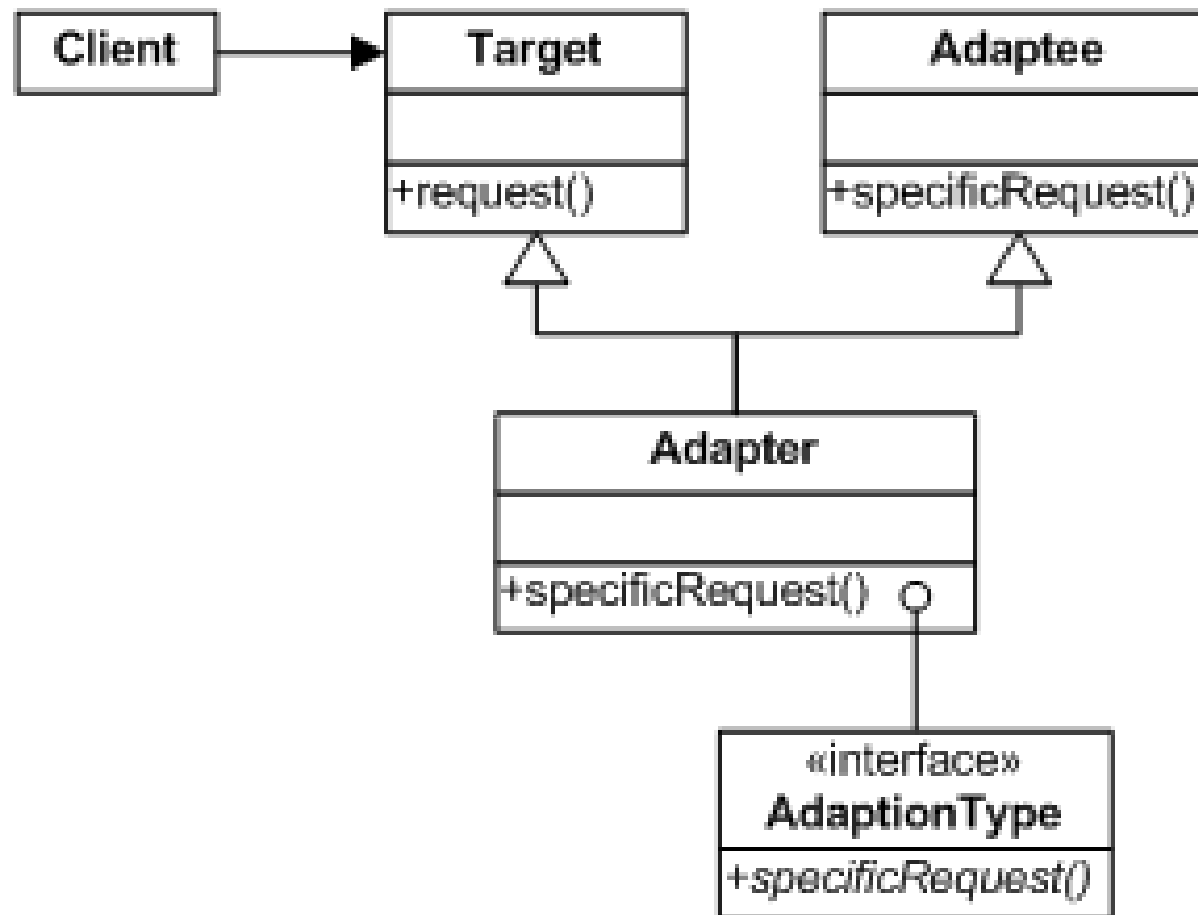 Client
Target
Adaptee
+request()
+specificRequest()
Adapter
+specificRequest()
«interface»
AdaptionType
+specificRequest()